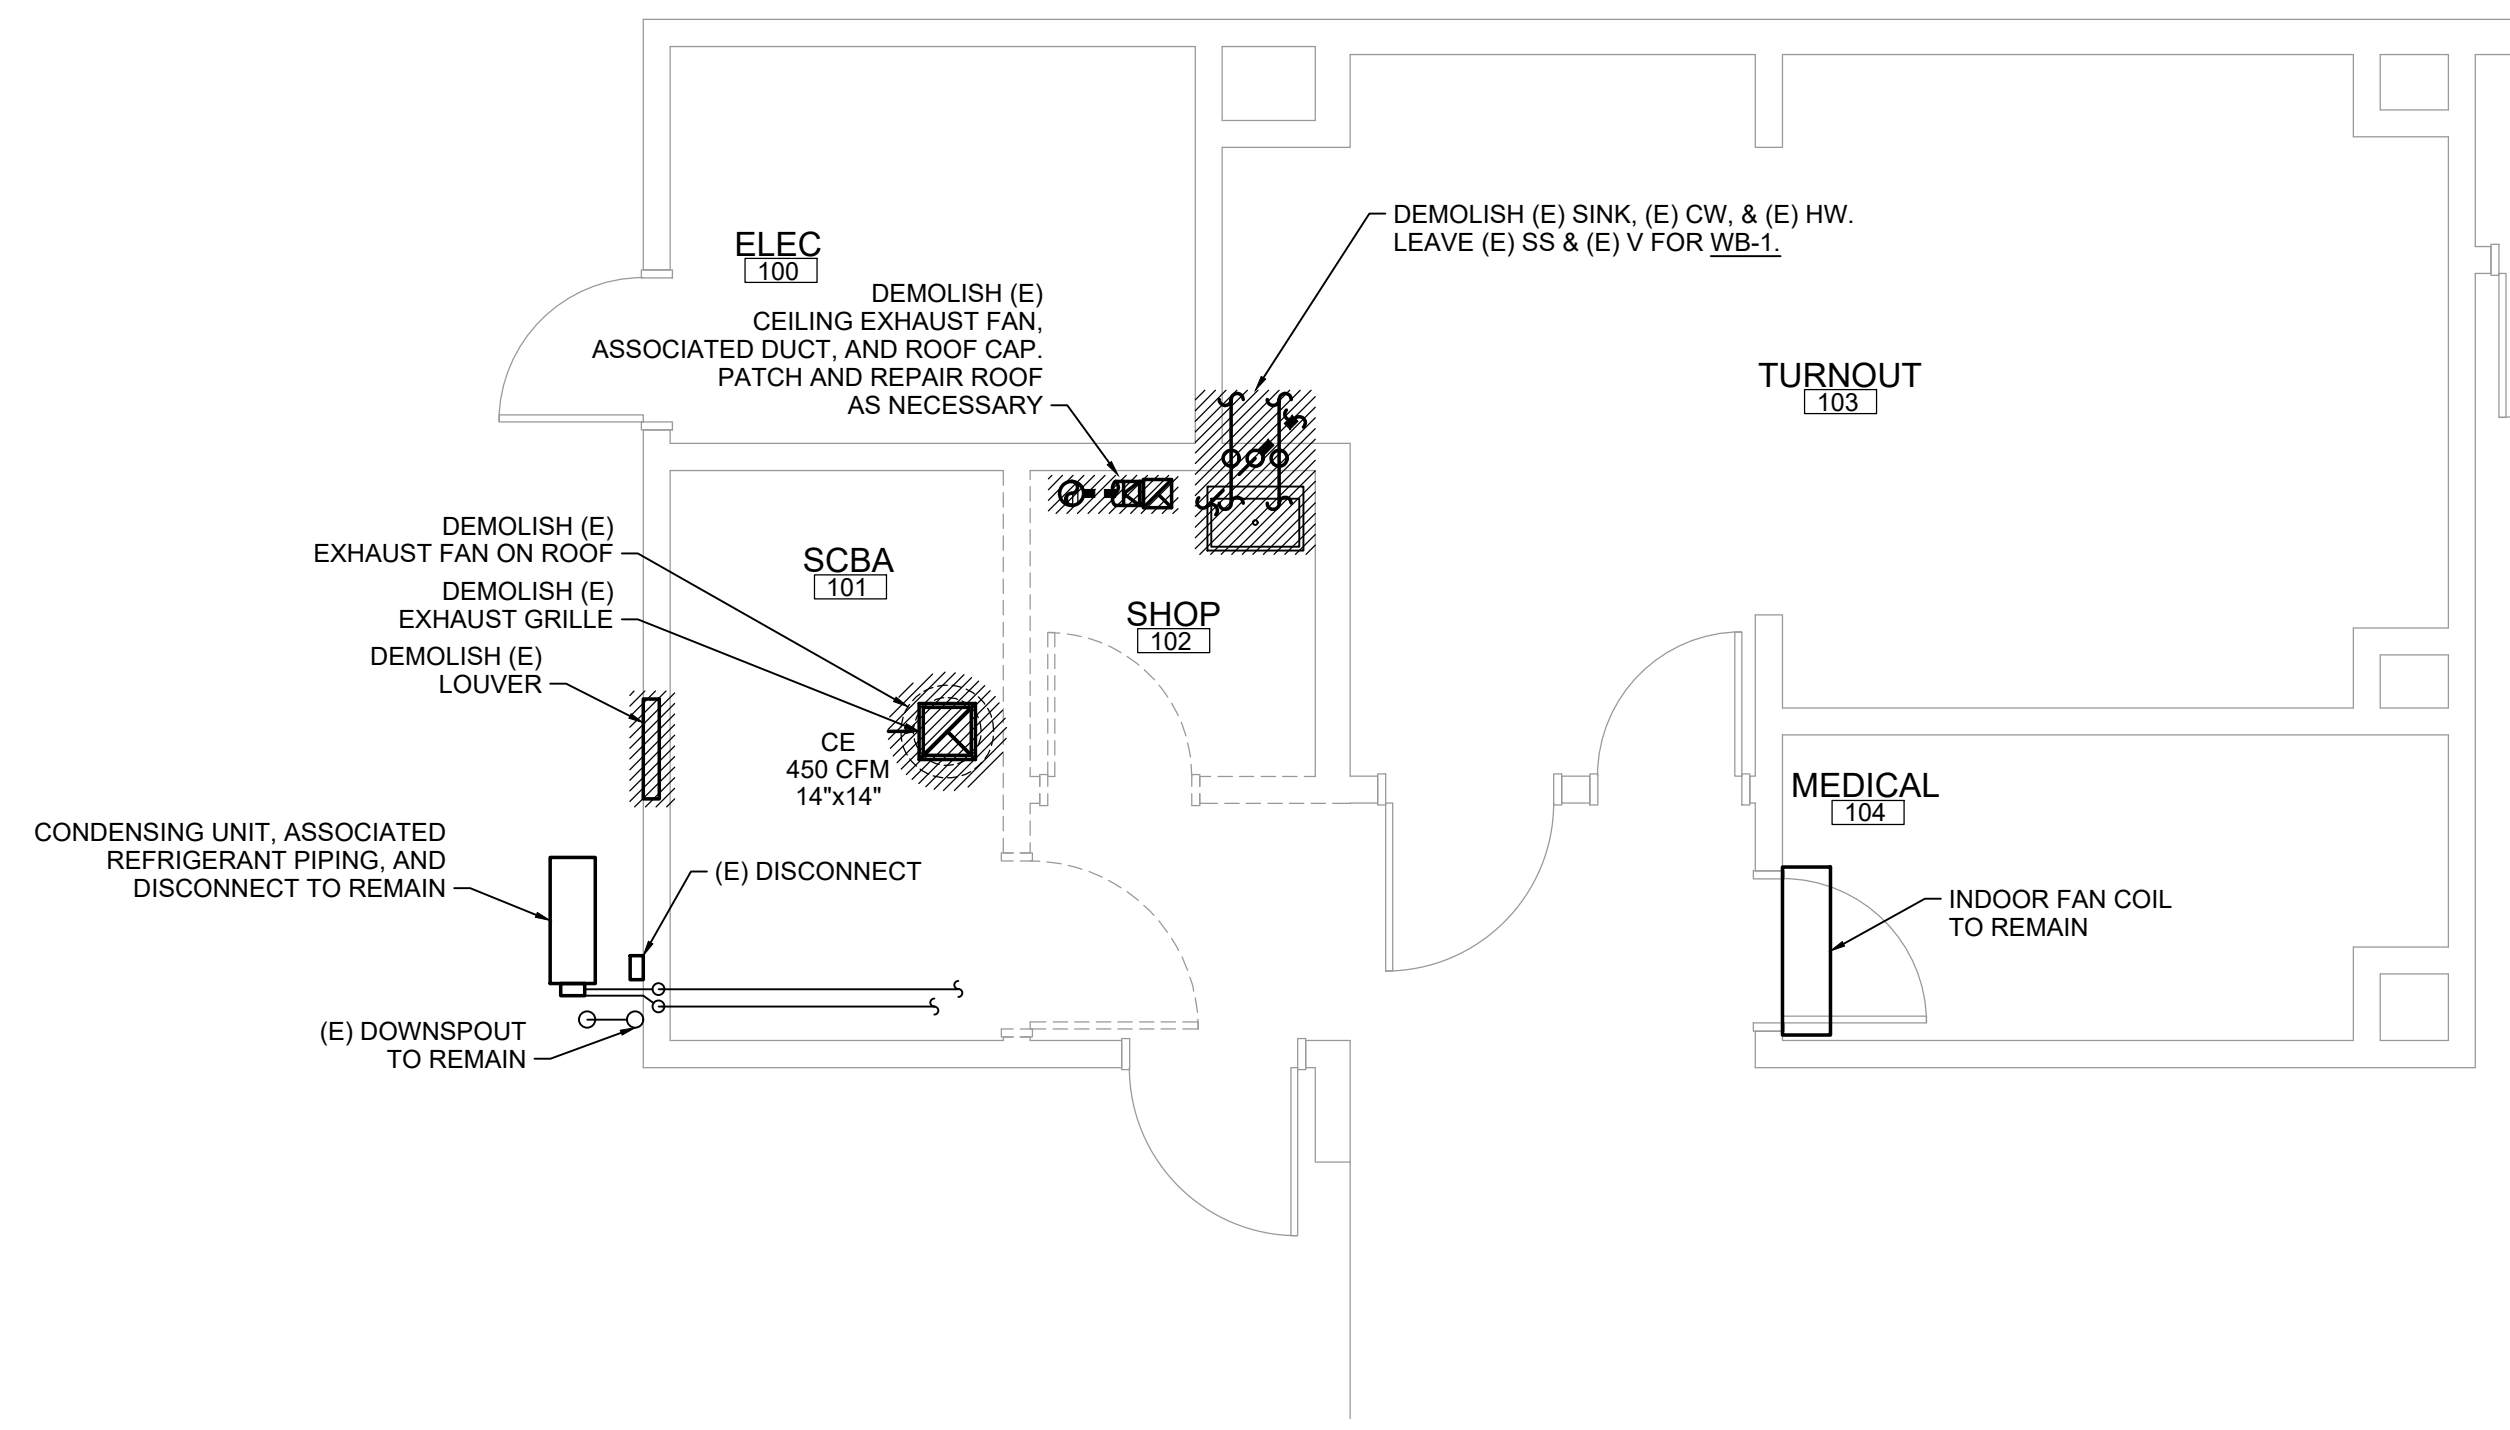 DEMOLISH (E) SINK, (E) CW, & (E) HW.
LEAVE (E) SS & (E) V FOR WB-1.
ELEC
100
DEMOLISH (E)
CEILING EXHAUST FAN,
ASSOCIATED DUCT, AND ROOF CAP.
PATCH AND REPAIR ROOF
AS NECESSARY
TURNOUT
103
DEMOLISH (E)
EXHAUST FAN ON ROOF
SCBA
101
DEMOLISH (E)
EXHAUST GRILLE
SHOP
102
DEMOLISH (E)
LOUVER
CE
450 CFM
14"x14"
MEDICAL
104
CONDENSING UNIT, ASSOCIATED
REFRIGERANT PIPING, AND
DISCONNECT TO REMAIN
(E) DISCONNECT
INDOOR FAN COIL
TO REMAIN
(E) DOWNSPOUT
TO REMAIN